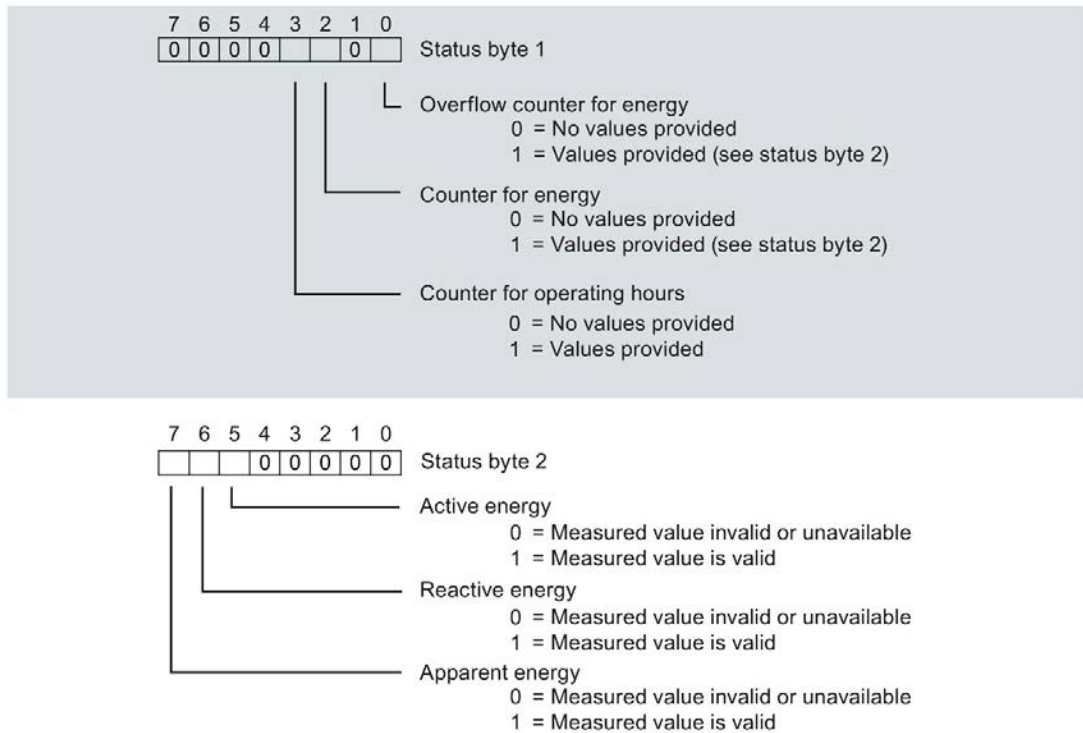 7 6 5 4 3 2 1 0
0 0 0 0 0 Status byte 1
Overflow counter for energy
0 = No values provided
1 = Values provided (see status byte 2)
Counter for energy
0 = No values provided
1 = Values provided (see status byte 2)
Counter for operating hours
0 = No values provided
1 = Values provided
7 6 5 4 3 2 1 0
0 0 0 0 0 Status byte 2
Active energy
0 = Measured value invalid or unavailable
1 = Measured value is valid
Reactive energy
0 = Measured value invalid or unavailable
1 = Measured value is valid
Apparent energy
0 = Measured value invalid or unavailable
1 = Measured value is valid